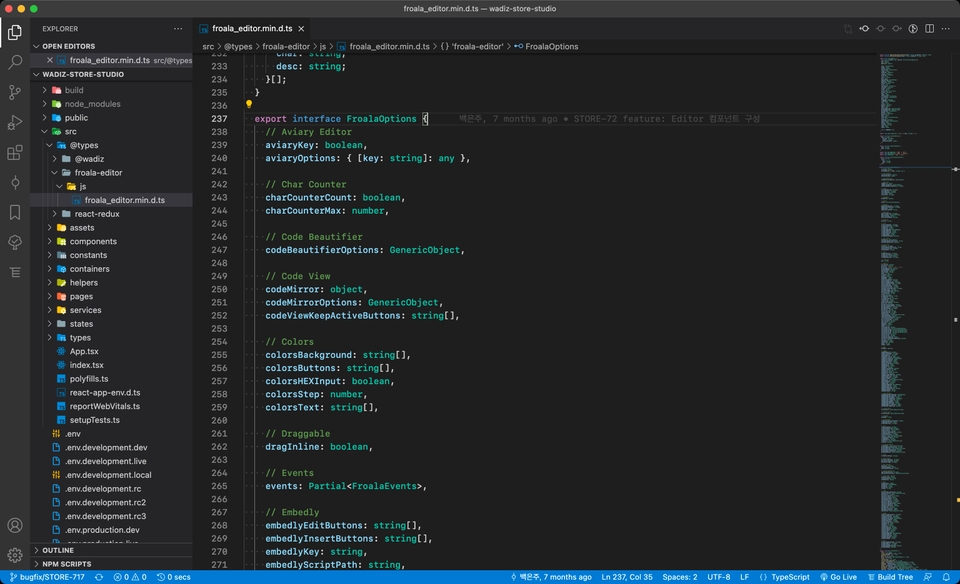 froala_editor.min.d.ts — wadiz-store-studio
EXPLORER
OPEN EDITORS
froala_editor.min.d.ts src/@types
WADIZ-STORE-STUDIO
build
node_modules
public
src
@types
@wadiz
froala-editor
js
froala_editor.min.d.ts
react-redux
assets
components
constants
containers
helpers
pages
services
states
types
App.tsx
index.tsx
polyfills.ts
react-app-env.d.ts
reportWebVitals.ts
setupTests.ts
.env
.env.development.dev
.env.development.live
.env.development.local
.env.development.rc
.env.development.rc2
.env.development.rc3
.env.production.dev
.env.production.live
OUTLINE
NPM SCRIPTS
froala_editor.min.d.ts
src > @types > froala-editor > js > froala_editor.min.d.ts > {} 'froala-editor' > FroalaOptions
232 char: string;
233 desc: string;
234 }[];
235 }
236
237 export interface FroalaOptions { 백은주, 7 months ago • STORE-72 feature: Editor 컴포넌트 구성
238 // Aviary Editor
239 aviaryKey: boolean,
240 aviaryOptions: { [key: string]: any },
241
242 // Char Counter
243 charCounterCount: boolean,
244 charCounterMax: number,
245
246 // Code Beautifier
247 codeBeautifierOptions: GenericObject,
248
249 // Code View
250 codeMirror: object,
251 codeMirrorOptions: GenericObject,
252 codeViewKeepActiveButtons: string[],
253
254 // Colors
255 colorsBackground: string[],
256 colorsButtons: string[],
257 colorsHEXInput: boolean,
258 colorsStep: number,
259 colorsText: string[],
260
261 // Draggable
262 dragInline: boolean,
263
264 // Events
265 events: Partial<FroalaEvents>,
266
267 // Embedly
268 embedlyEditButtons: string[],
269 embedlyInsertButtons: string[],
270 embedlyKey: string,
271 embedlyScriptPath: string,
bugfix/STORE-717 0 0 0 secs 백은주, 7 months ago Ln 237, Col 35 Spaces: 2 UTF-8 LF {} TypeScript Go Live Build Tree